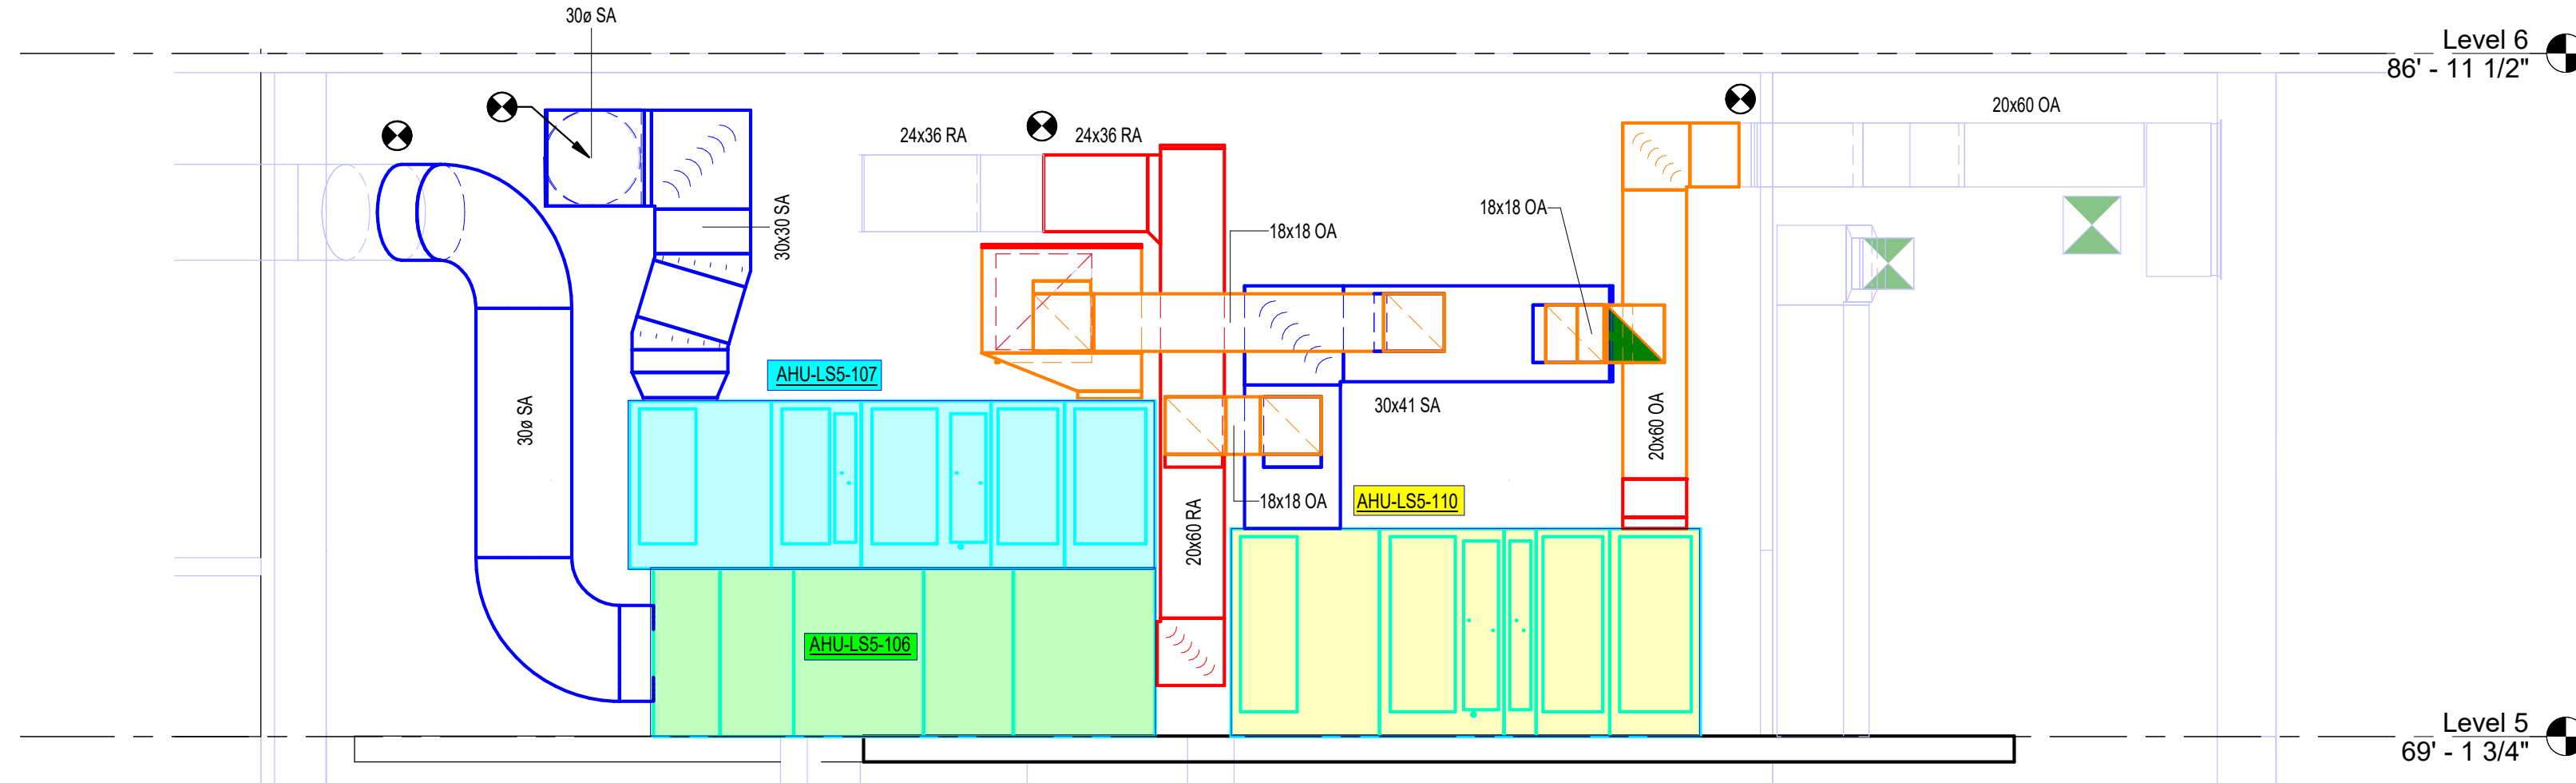 30ø SA
Level 6
86' - 11 1/2"
20x60 OA
24x36 RA
24x36 RA
30x30 SA
18x18 OA
18x18 OA
AHU-LS5-107
30x41 SA
30ø SA
20x60 OA
18x18 OA
AHU-LS5-110
20x60 RA
AHU-LS5-106
Level 5
69' - 1 3/4"